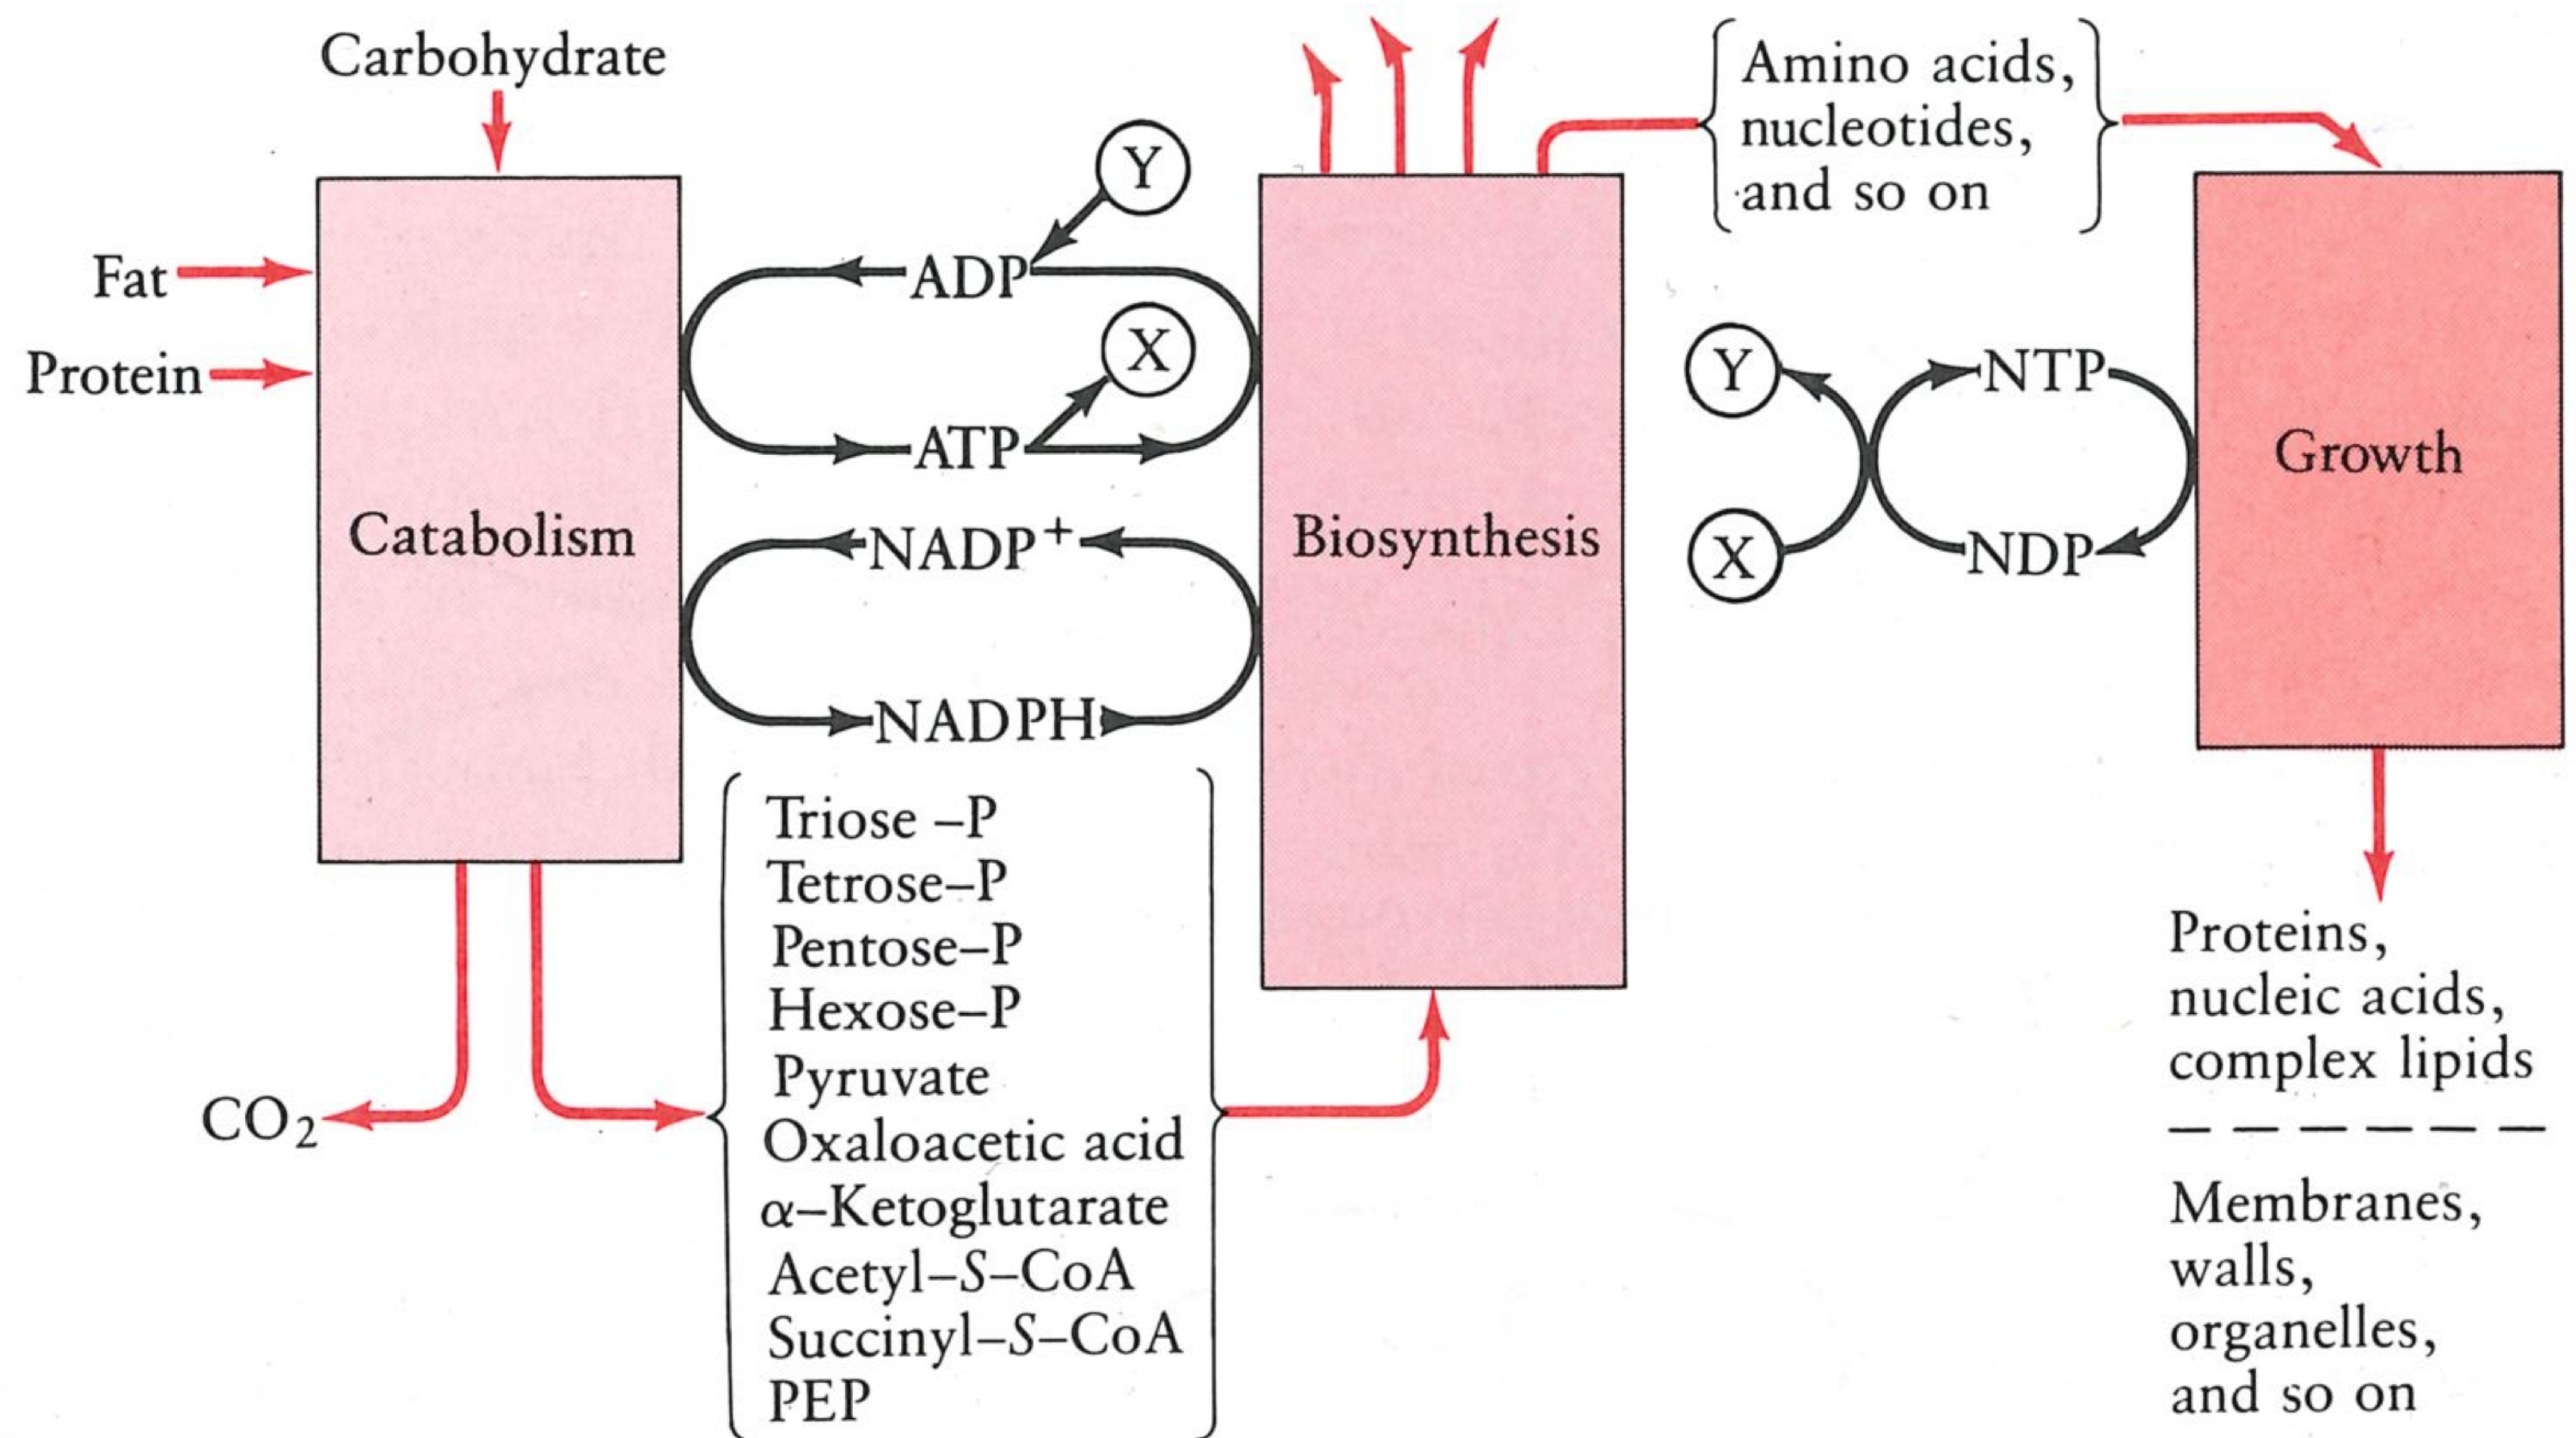 Carbohydrate
Fat
Protein
Catabolism
CO₂
Y
ADP
X
ATP
NADP⁺
NADPH
Triose –P
Tetrose–P
Pentose–P
Hexose–P
Pyruvate
Oxaloacetic acid
α–Ketoglutarate
Acetyl–S–CoA
Succinyl–S–CoA
PEP
Biosynthesis
Amino acids,
nucleotides,
and so on
Y
X
NTP
NDP
Growth
Proteins,
nucleic acids,
complex lipids
Membranes,
walls,
organelles,
and so on